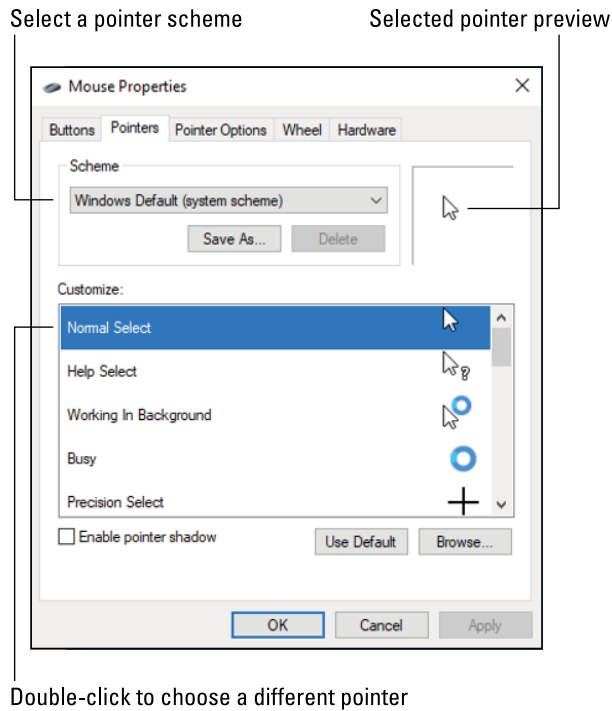 Select a pointer scheme
Selected pointer preview
Mouse Properties
Buttons Pointers Pointer Options Wheel Hardware
Scheme
Windows Default (system scheme)
Save As... Delete
Customize:
Normal Select
Help Select
Working In Background
Busy
Precision Select
Enable pointer shadow
Use Default Browse...
OK Cancel Apply
Double-click to choose a different pointer